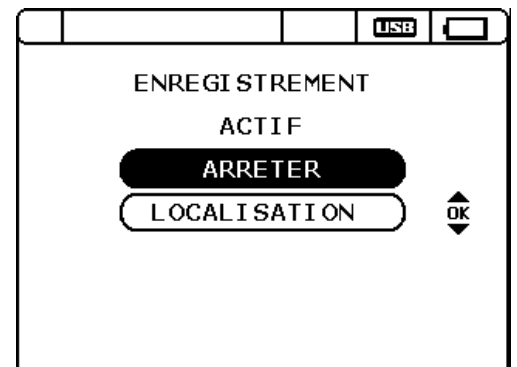 USB
ENREGISTREMENT
ACTIF
ARRETER
LOCALISATION
OK